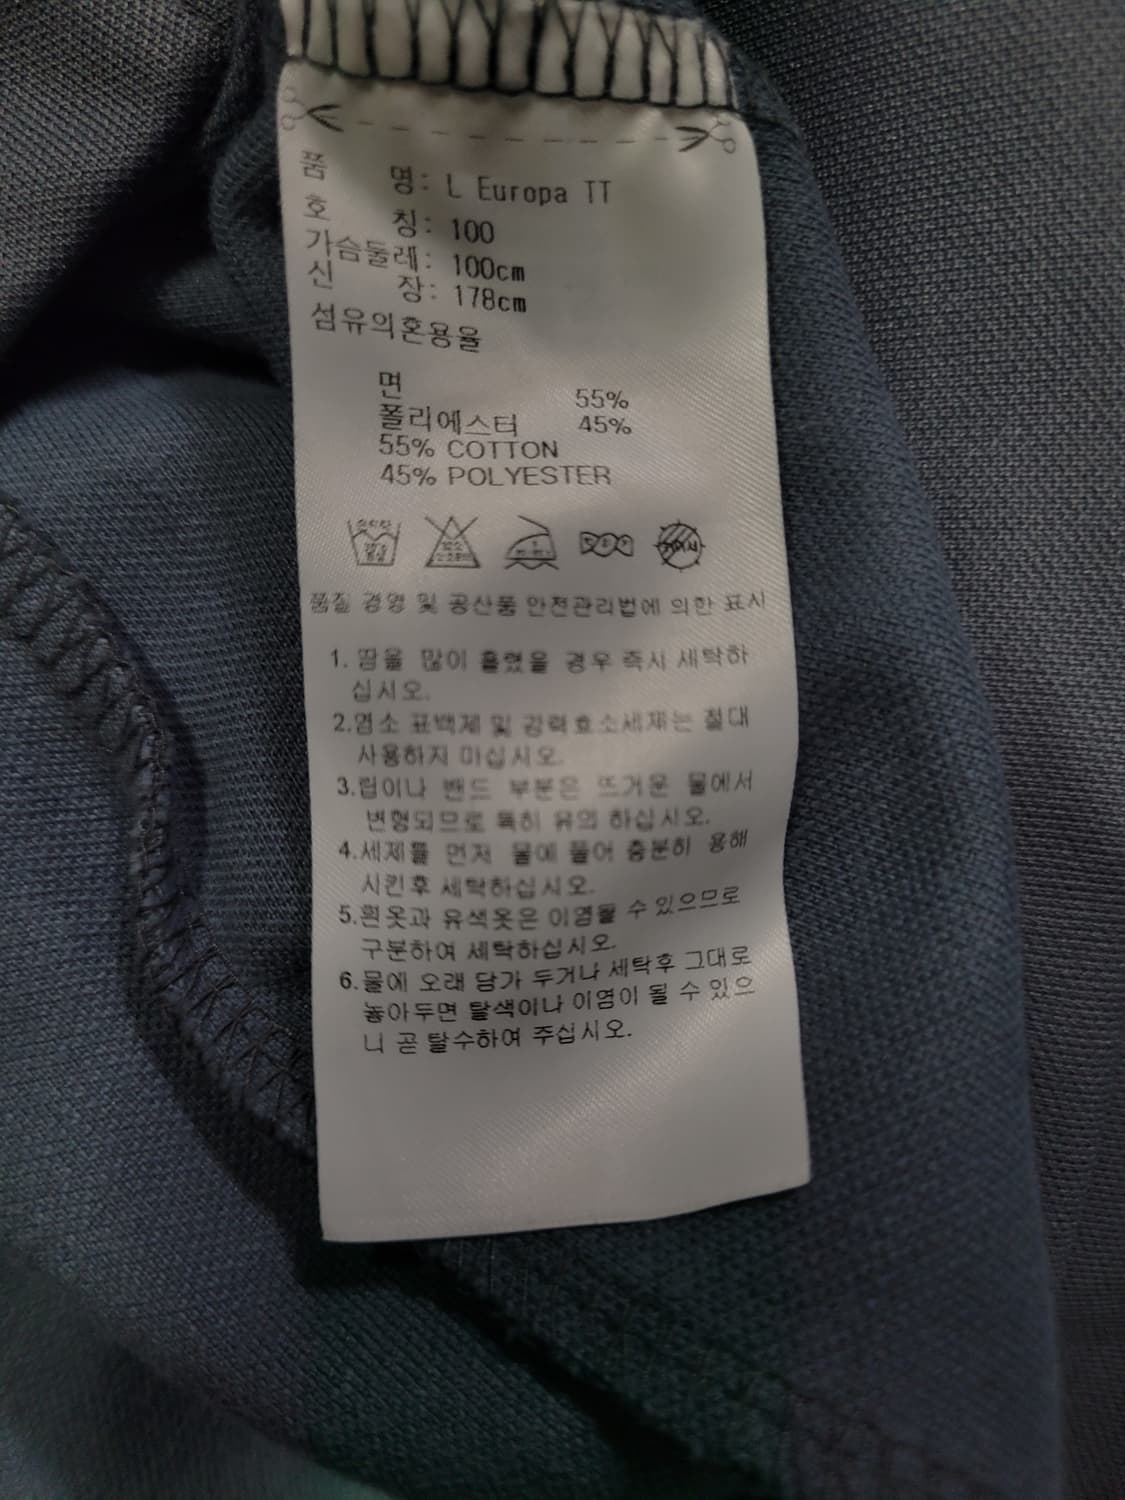 품 명: L Europa TT
호 칭: 100
가슴둘레: 100cm
신 장: 178cm
섬유의혼용율
면 55%
폴리에스터 45%
55% COTTON
45% POLYESTER
품질 경영 및 공산품 안전관리법에 의한 표시
1. 땀을 많이 흘렸을 경우 즉시 세탁하
십시오.
2.염소 표백제 및 강력효소세제는 절대
사용하지 마십시오.
3.립이나 밴드 부분은 뜨거운 물에서
변형되므로 특히 유의 하십시오.
4.세제를 먼저 물에 풀어 충분히 용해
시킨후 세탁하십시오.
5.흰옷과 유색옷은 이염될 수 있으므로
구분하여 세탁하십시오.
6.물에 오래 담가 두거나 세탁후 그대로
놓아두면 탈색이나 이염이 될 수 있으
니 곧 탈수하여 주십시오.